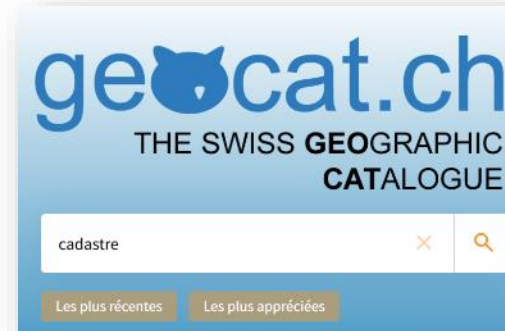 geocat.ch
THE SWISS GEOGRAPHIC
CATALOGUE
cadastre
Les plus récentes Les plus appréciées